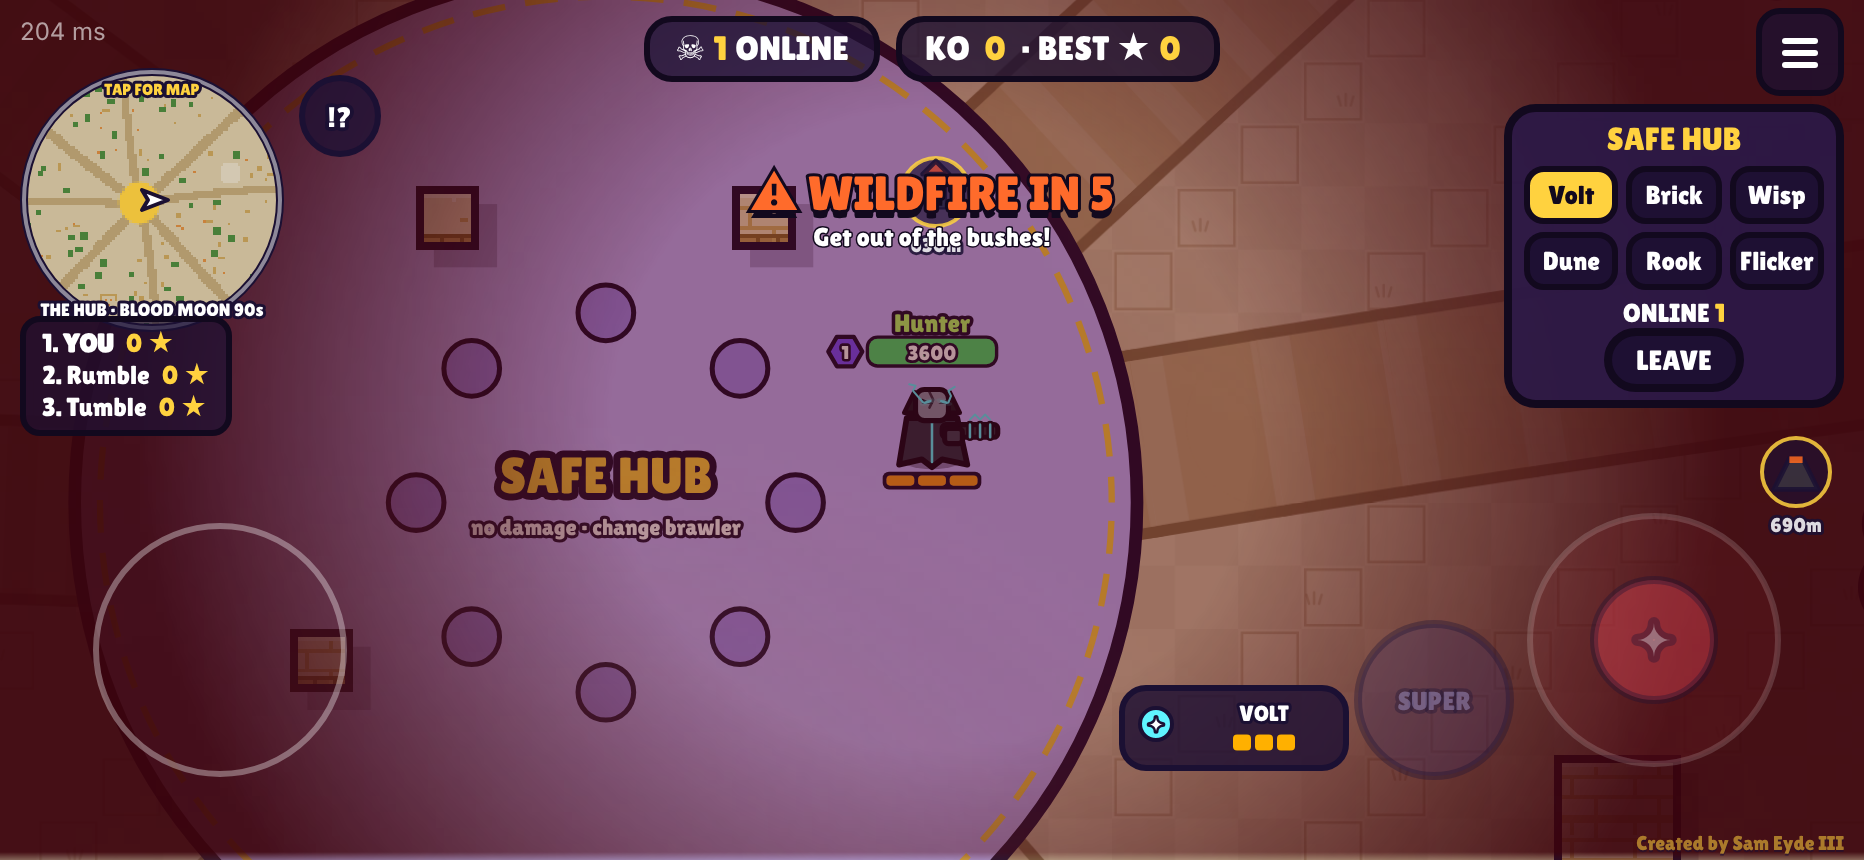 204 ms
☠ 1 ONLINE
KO 0 · BEST ★ 0
TAP FOR MAP
!?
⚠ WILDFIRE IN 5
Get out of the bushes!
THE HUB · BLOOD MOON 90s
1. YOU 0 ★
2. Rumble 0 ★
3. Tumble 0 ★
Hunter
1 3600
SAFE HUB
no damage · change brawler
SAFE HUB
Volt Brick Wisp
Dune Rook Flicker
ONLINE 1
LEAVE
690m
VOLT
SUPER
Created by Sam Eyde III